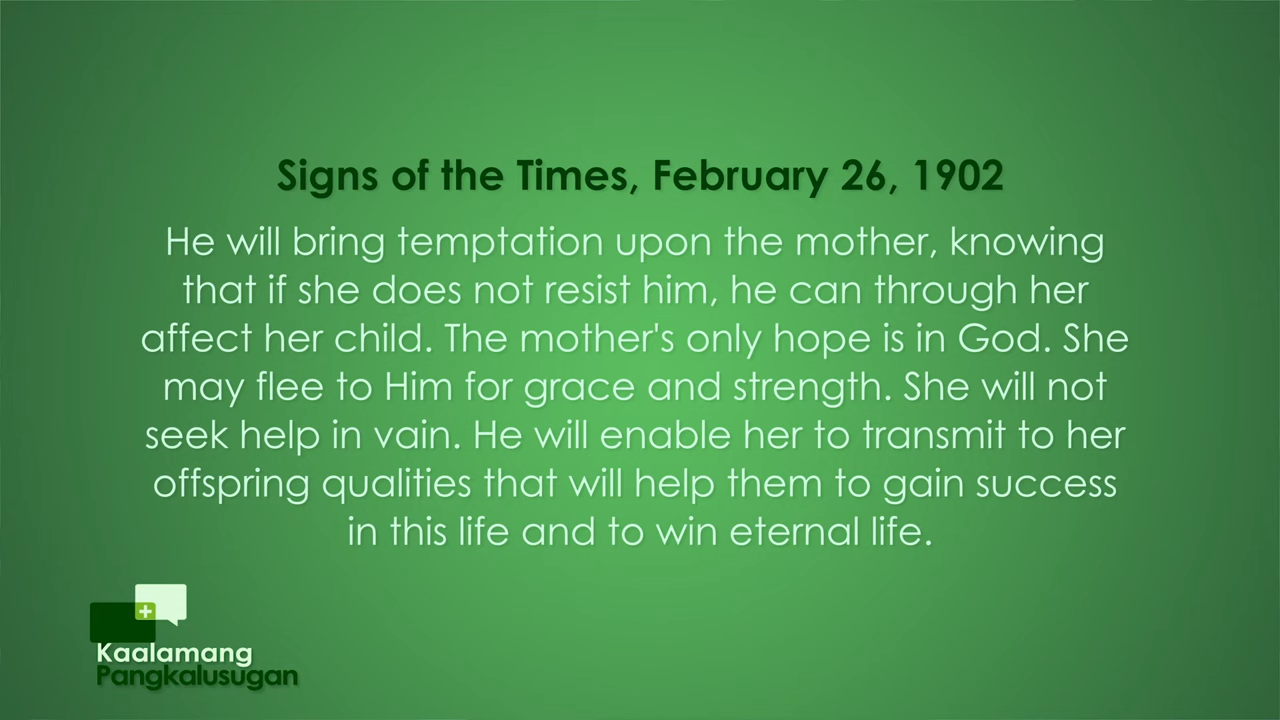 Signs of the Times, February 26, 1902
He will bring temptation upon the mother, knowing
that if she does not resist him, he can through her
affect her child. The mother's only hope is in God. She
may flee to Him for grace and strength. She will not
seek help in vain. He will enable her to transmit to her
offspring qualities that will help them to gain success
in this life and to win eternal life.
Kaalamang
Pangkalusugan